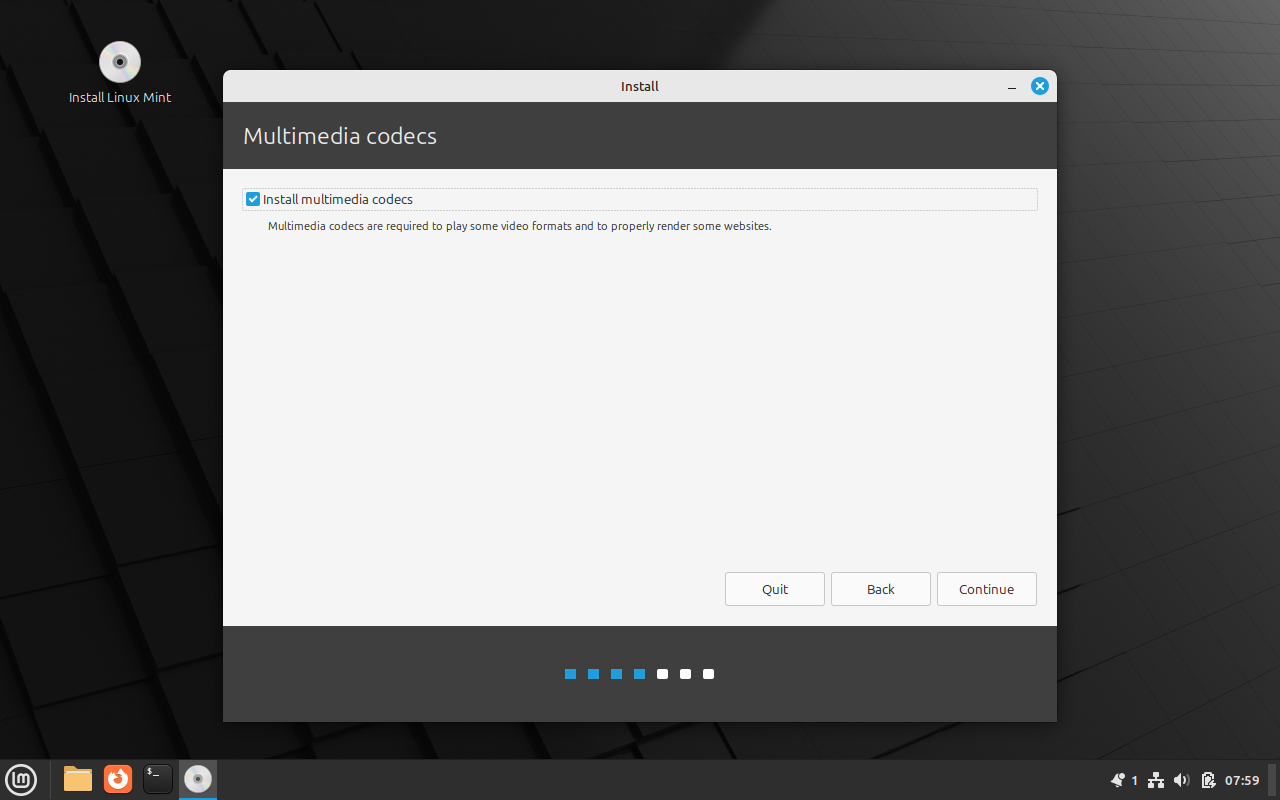 Install Linux Mint
Install
Multimedia codecs
Install multimedia codecs
Multimedia codecs are required to play some video formats and to properly render some websites.
Quit
Back
Continue
$_
lm
1
07:59